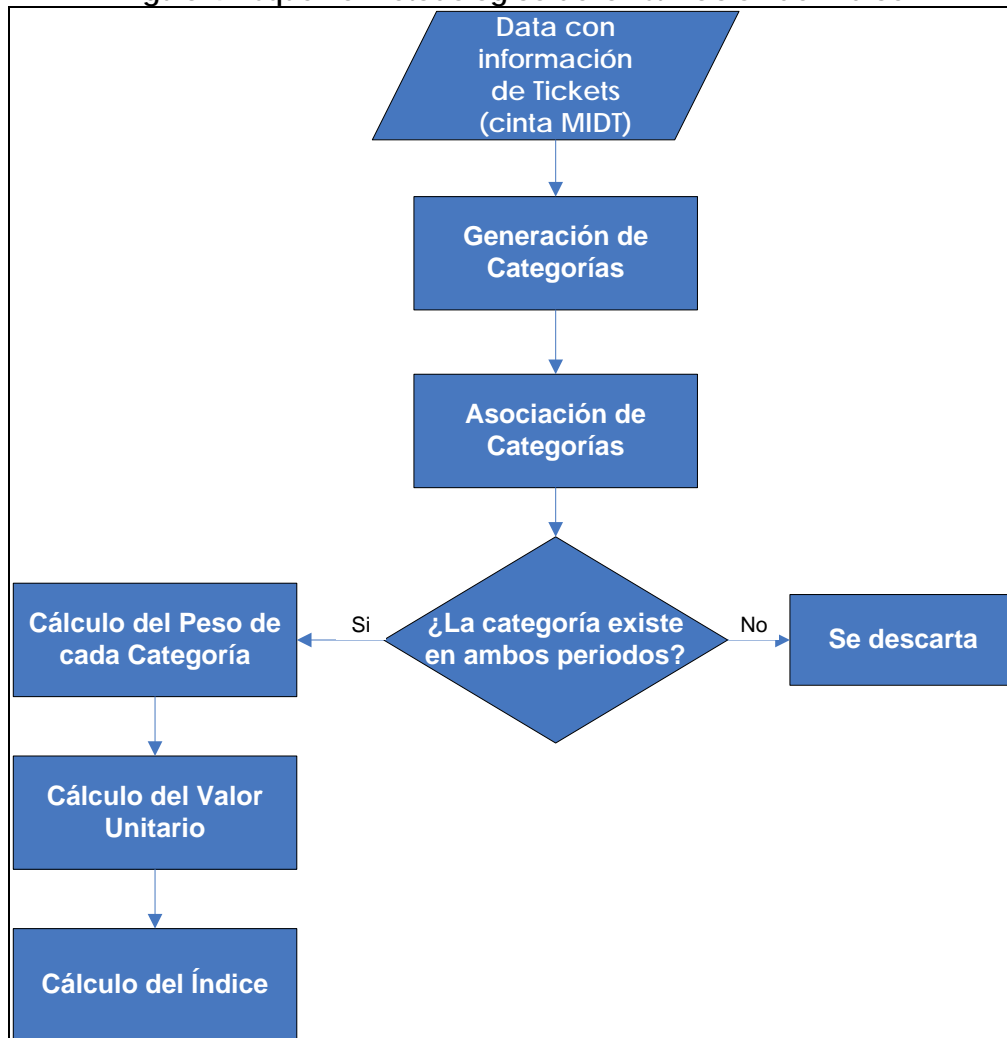 Data con
información
de Tickets
(cinta MIDT)
Generación de
Categorías
Asociación de
Categorías
¿La categoría existe
en ambos periodos?
Si
No
Cálculo del Peso de
cada Categoría
Se descarta
Cálculo del Valor
Unitario
Cálculo del Índice